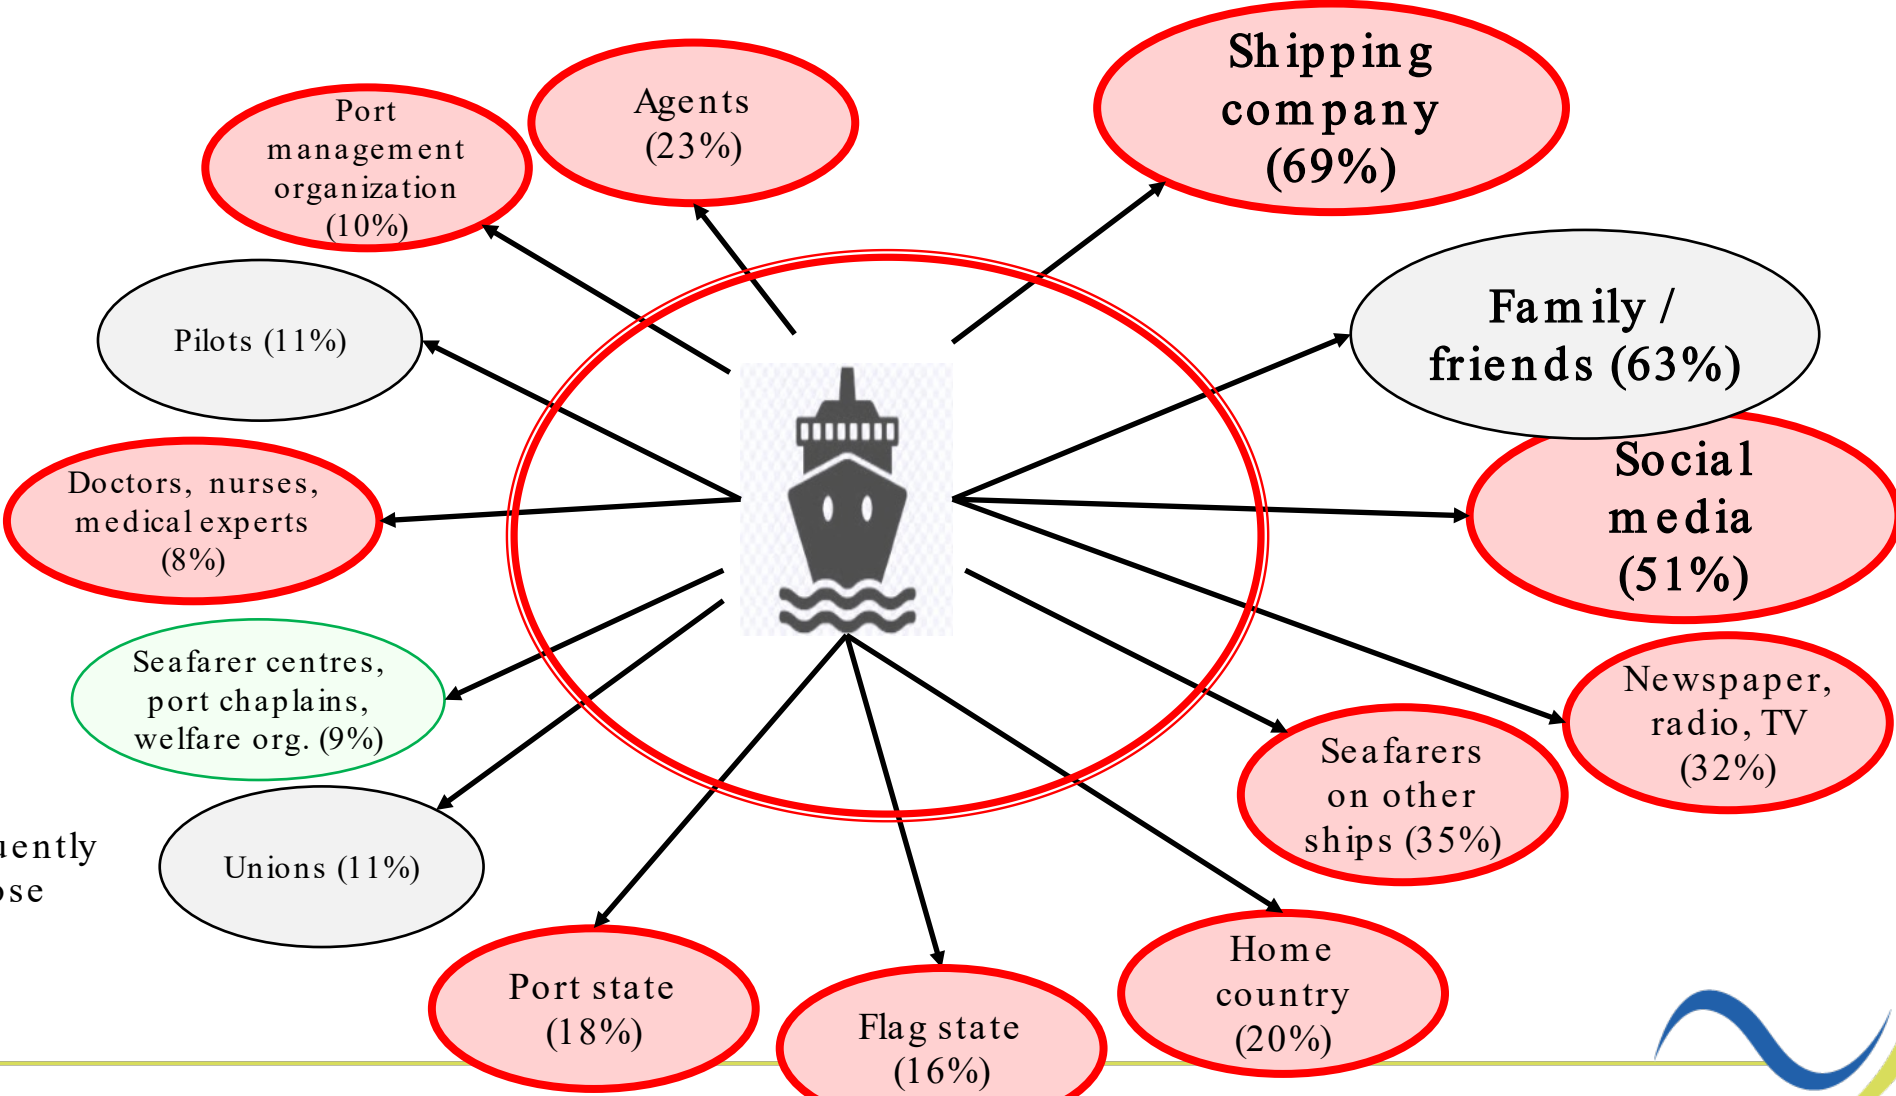 Shipping
company
(69%)
Agents
(23%)
Port
management
organization
(10%)
Pilots (11%)
Family /
friends (63%)
Doctors, nurses,
medical experts
(8%)
Social
media
(51%)
Seafarer centres,
port chaplains,
welfare org. (9%)
Newspaper,
radio, TV
(32%)
Seafarers
on other
ships (35%)
Unions (11%)
Port state
(18%)
Flag state
(16%)
Home
country
(20%)